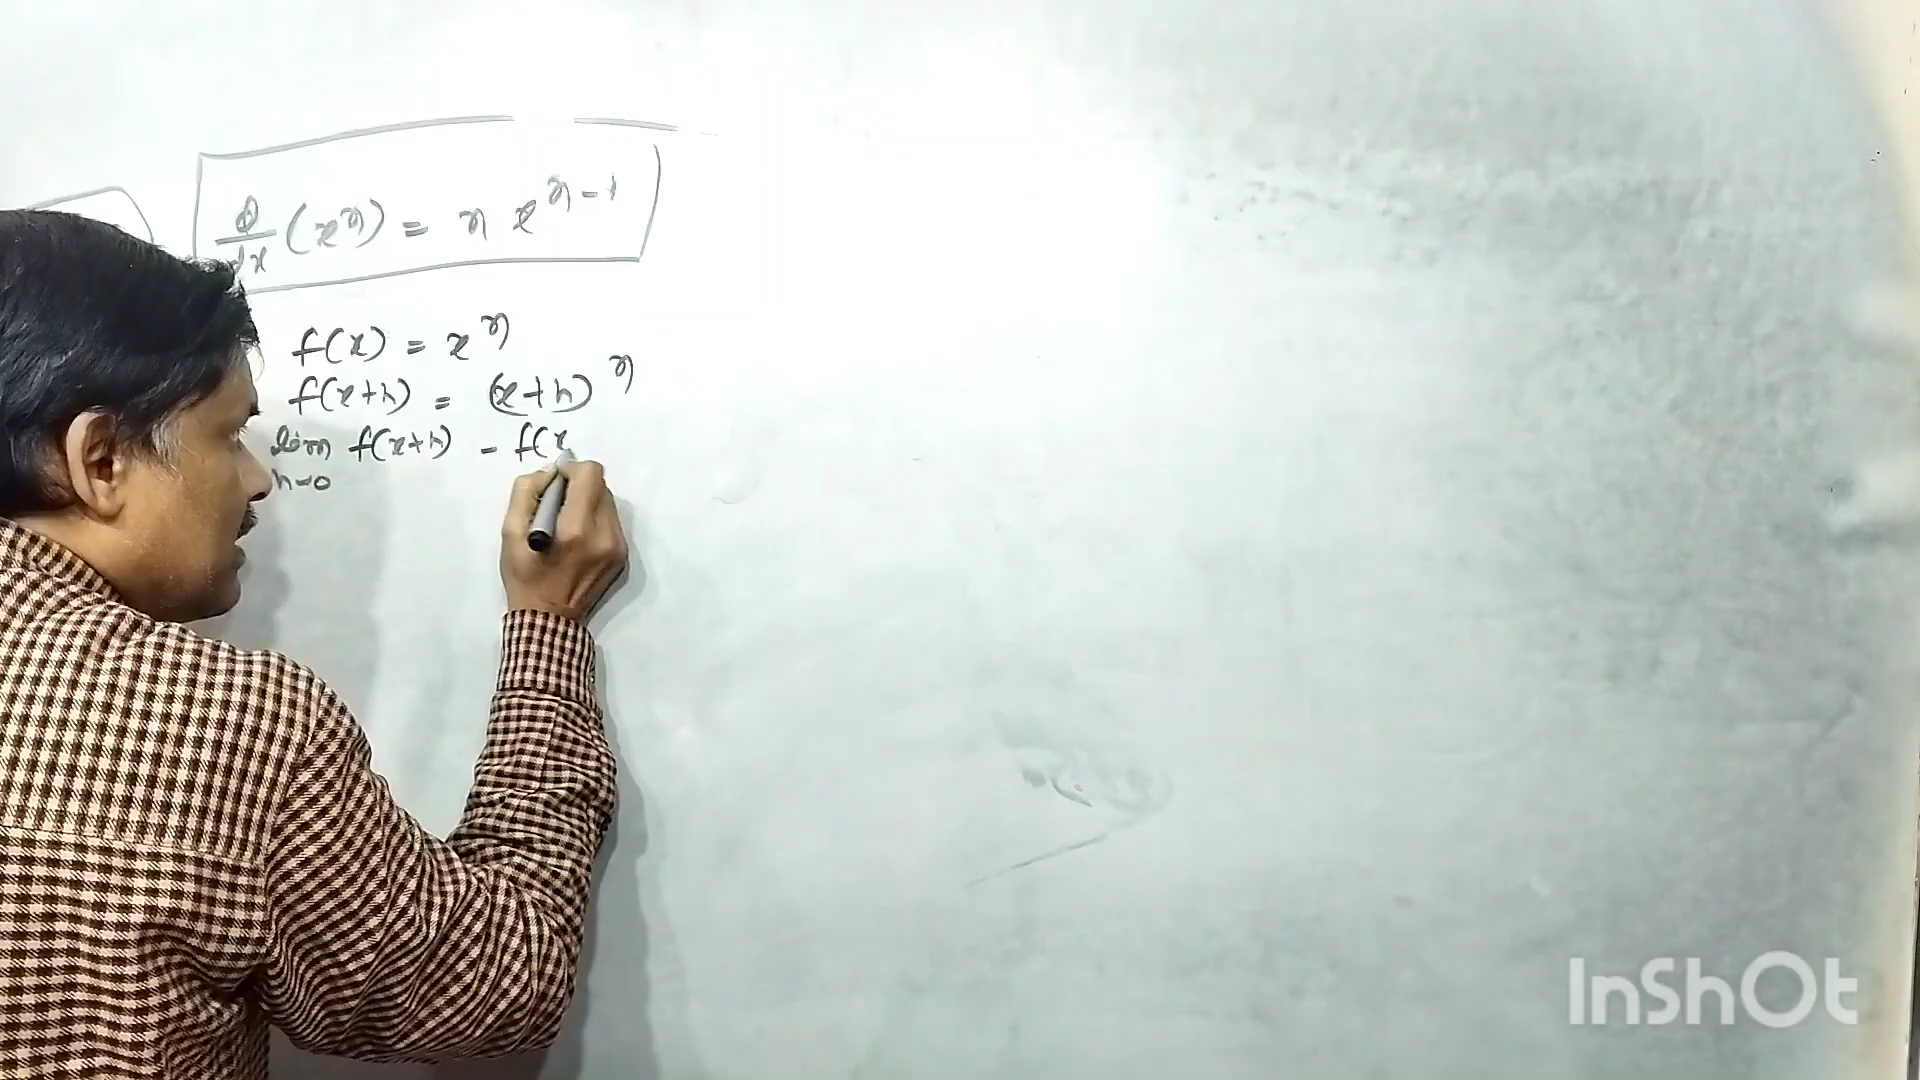 d/dx (xⁿ) = n xⁿ⁻¹
f(x) = xⁿ
f(x+h) = (x+h)ⁿ
lim f(x+h) - f(x
h→0
InShOt